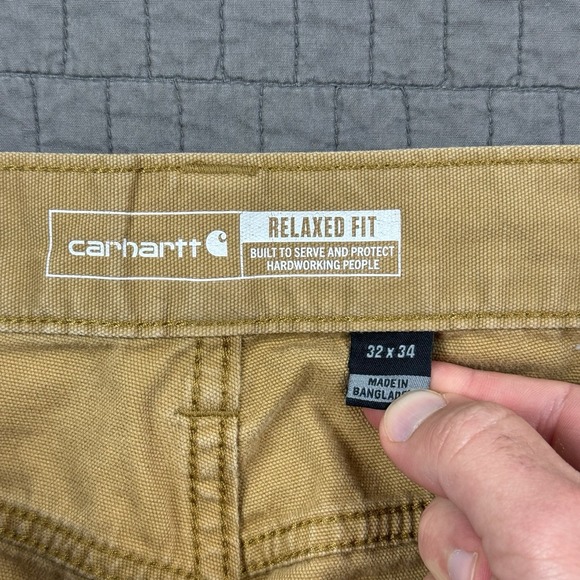 carhartt
RELAXED FIT
BUILT TO SERVE AND PROTECT
HARDWORKING PEOPLE
32 x 34
MADE IN